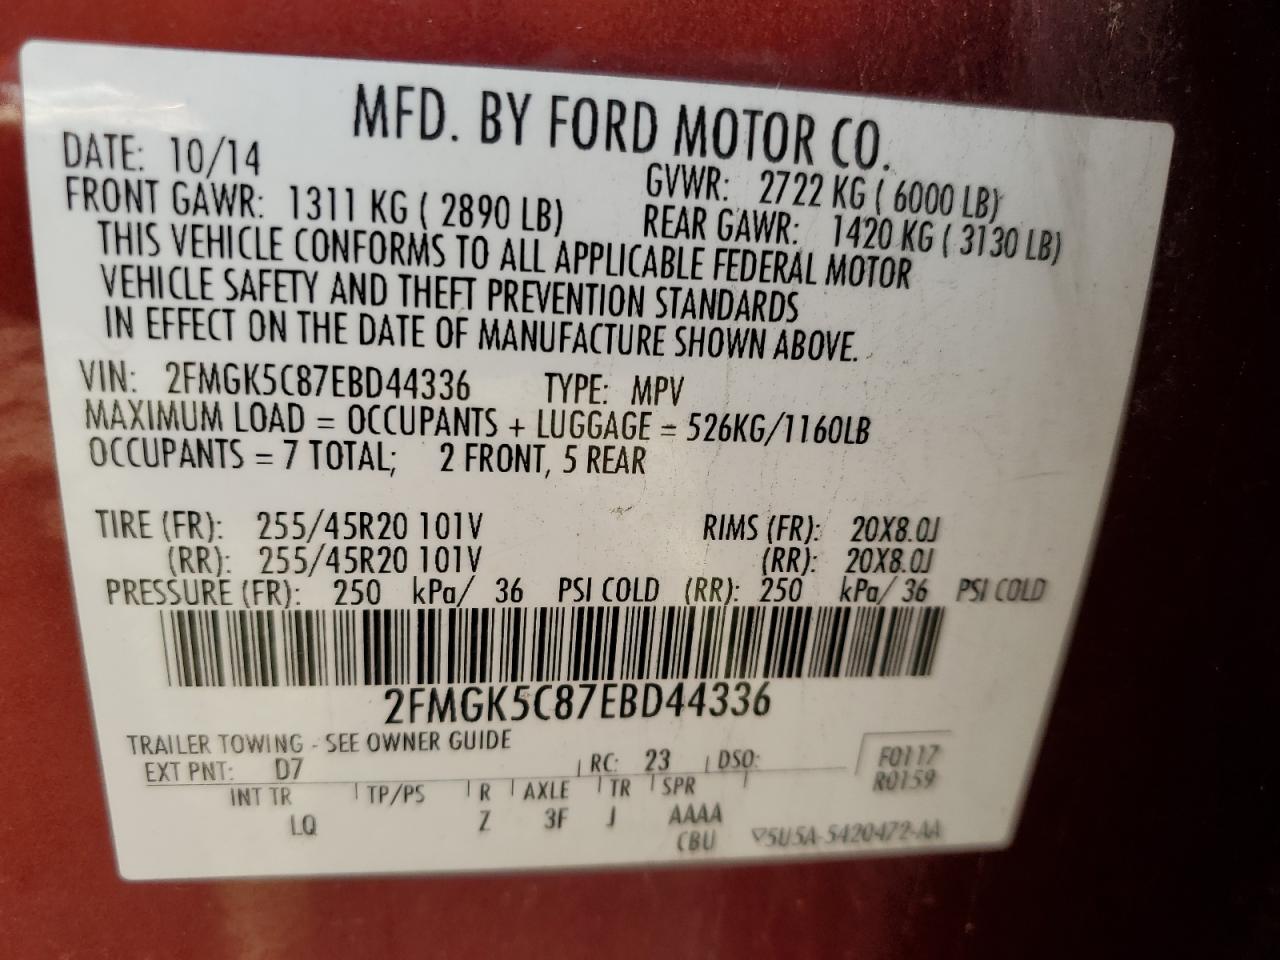 MFD. BY FORD MOTOR CO.
DATE: 10/14 GVWR: 2722 KG ( 6000 LB)
FRONT GAWR: 1311 KG ( 2890 LB) REAR GAWR: 1420 KG ( 3130 LB)
THIS VEHICLE CONFORMS TO ALL APPLICABLE FEDERAL MOTOR
VEHICLE SAFETY AND THEFT PREVENTION STANDARDS
IN EFFECT ON THE DATE OF MANUFACTURE SHOWN ABOVE.
VIN: 2FMGK5C87EBD44336 TYPE: MPV
MAXIMUM LOAD = OCCUPANTS + LUGGAGE = 526KG/1160LB
OCCUPANTS = 7 TOTAL; 2 FRONT, 5 REAR
TIRE (FR): 255/45R20 101V RIMS (FR): 20X8.0J
(RR): 255/45R20 101V (RR): 20X8.0J
PRESSURE (FR): 250 kPa/ 36 PSI COLD (RR): 250 kPa/ 36 PSI COLD
2FMGK5C87EBD44336
TRAILER TOWING - SEE OWNER GUIDE
EXT PNT: D7 RC: 23 DSO: F0117
R0159
INT TR TP/PS R AXLE TR SPR
LQ Z 3F J AAAA
CBU 5U5A-5420472-AA